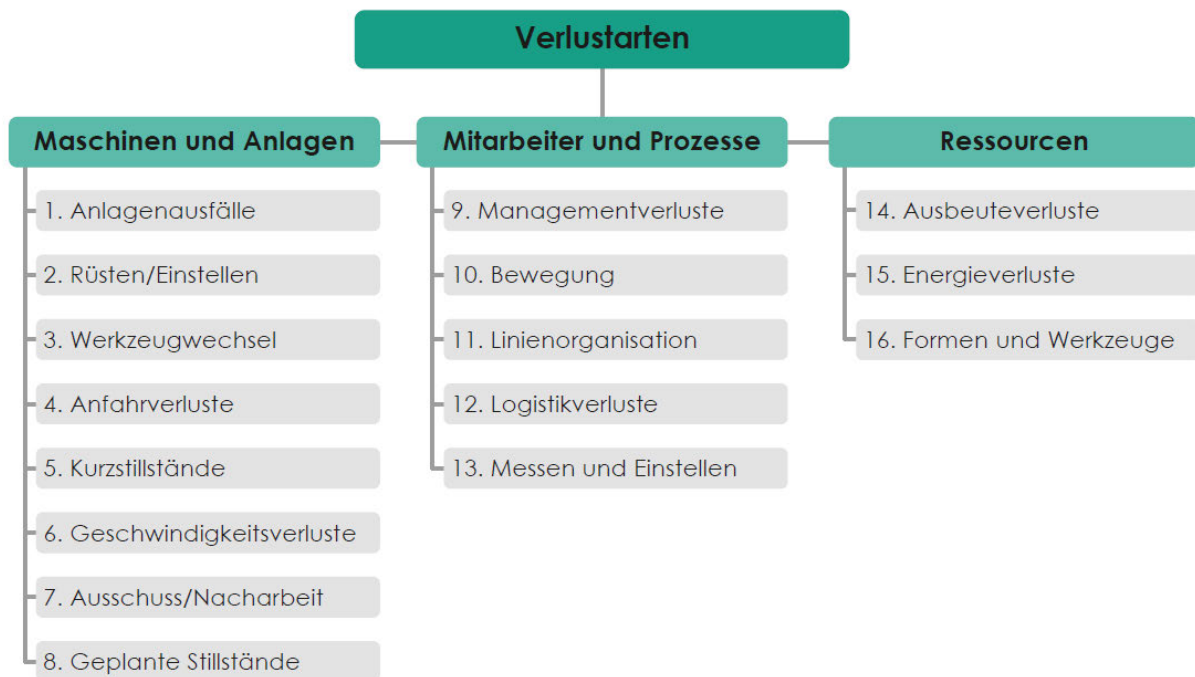 Verlustarten
Maschinen und Anlagen
1. Anlagenausfälle
2. Rüsten/Einstellen
3. Werkzeugwechsel
4. Anfahrverluste
5. Kurzstillstände
6. Geschwindigkeitsverluste
7. Ausschuss/Nacharbeit
8. Geplante Stillstände
Mitarbeiter und Prozesse
9. Managementverluste
10. Bewegung
11. Linienorganisation
12. Logistikverluste
13. Messen und Einstellen
Ressourcen
14. Ausbeuteverluste
15. Energieverluste
16. Formen und Werkzeuge